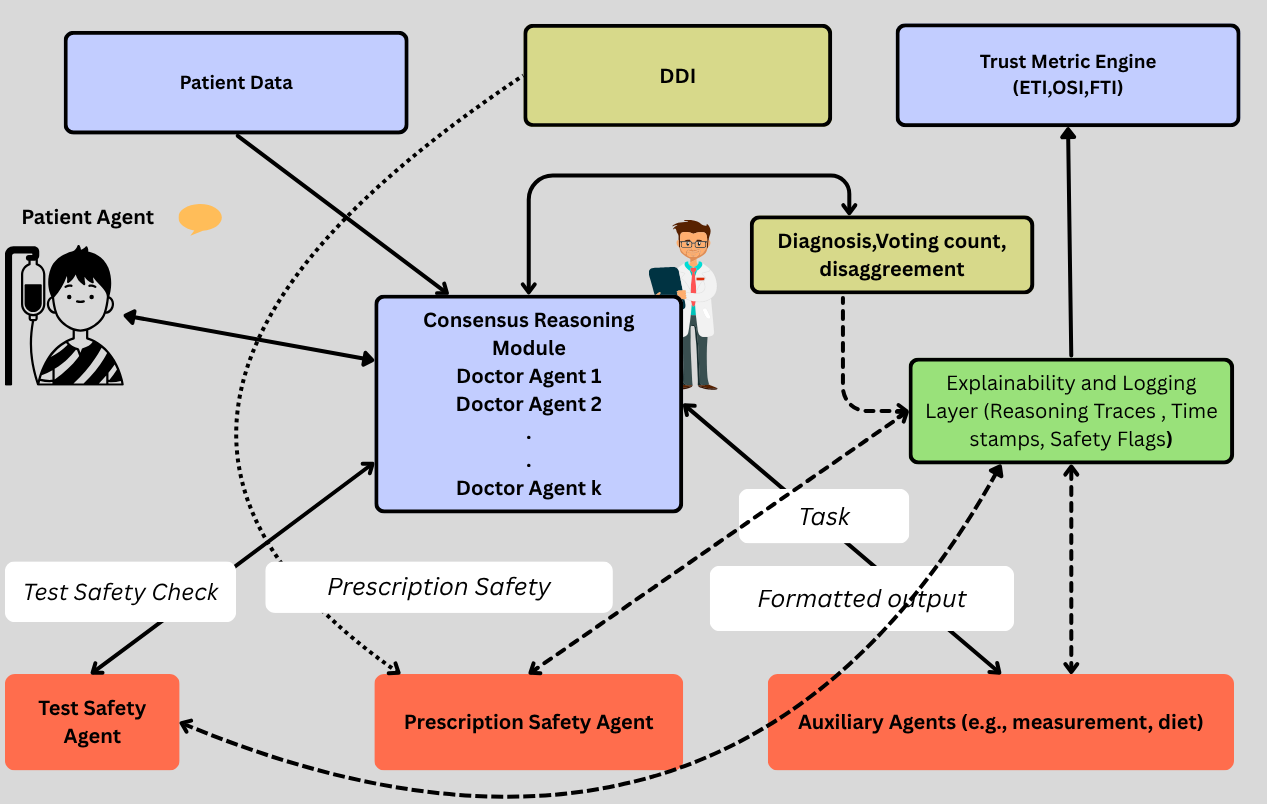 Patient Data
DDI
Trust Metric Engine
(ETI,OSI,FTI)
Patient Agent
Diagnosis,Voting count,
disaggreement
Consensus Reasoning
Module
Doctor Agent 1
Doctor Agent 2
.
.
Doctor Agent k
Explainability and Logging
Layer (Reasoning Traces , Time
stamps, Safety Flags)
Task
Test Safety Check
Prescription Safety
Formatted output
Test Safety
Agent
Prescription Safety Agent
Auxiliary Agents (e.g., measurement, diet)